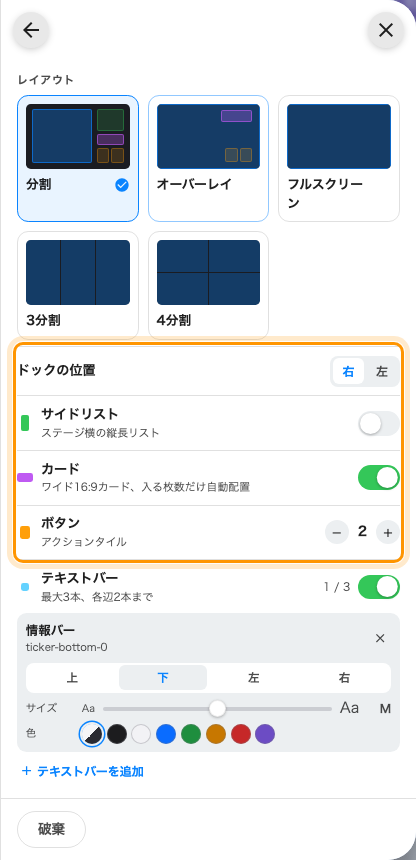 レイアウト
分割
オーバーレイ
フルスクリー
ン
3分割
4分割
ドックの位置
右
左
サイドリスト
ステージ横の縦長リスト
カード
ワイド16:9カード、入る枚数だけ自動配置
ボタン
アクションタイル
− 2 +
テキストバー
最大3本、各辺2本まで
1 / 3
情報バー
ticker-bottom-0
上
下
左
右
サイズ
Aa
Aa
M
色
+ テキストバーを追加
破棄